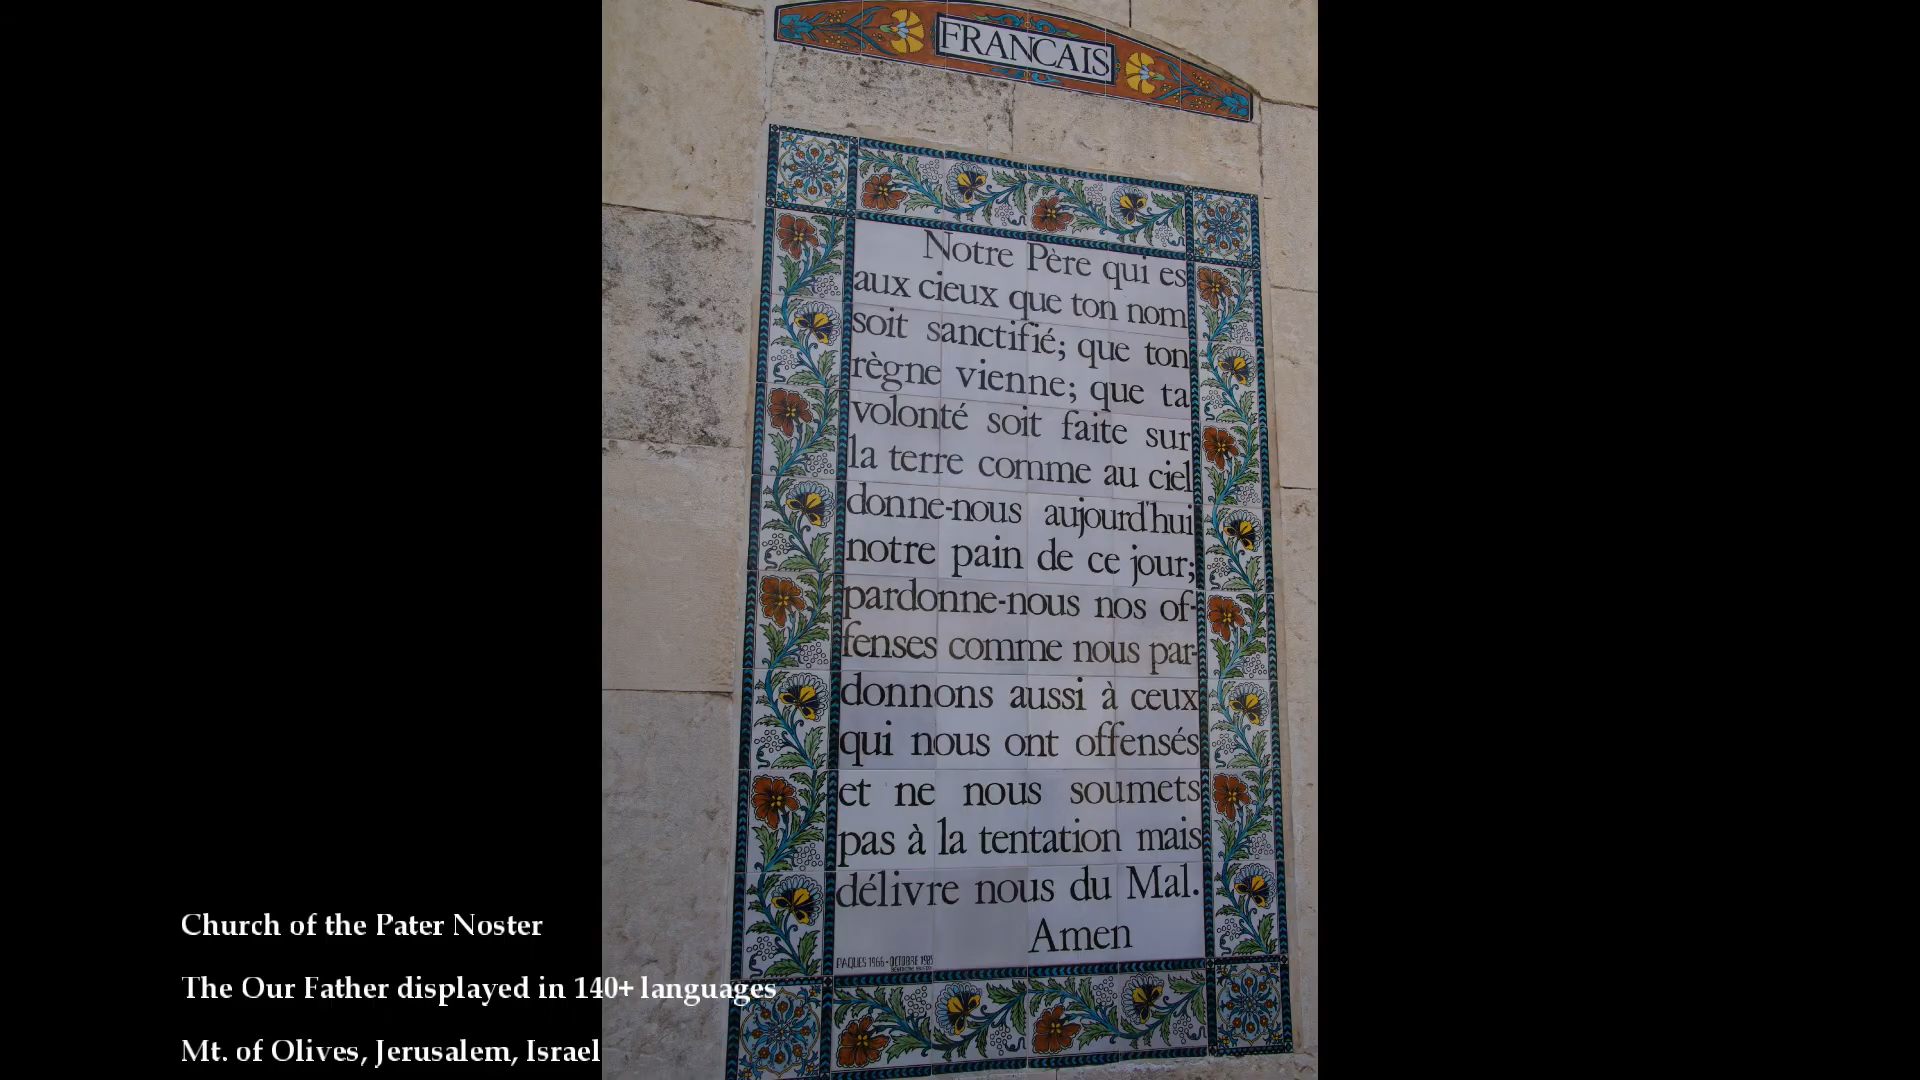 FRANCAIS
Notre Père qui es
aux cieux que ton nom
soit sanctifié; que ton
règne vienne; que ta
volonté soit faite sur
la terre comme au ciel
donne-nous aujourd'hui
notre pain de ce jour;
pardonne-nous nos of-
fenses comme nous par-
donnons aussi à ceux
qui nous ont offensés
et ne nous soumets
pas à la tentation mais
délivre nous du Mal.
Amen
PAQUES 1966 - OCTOBRE 1985
Church of the Pater Noster
The Our Father displayed in 140+ languages
Mt. of Olives, Jerusalem, Israel